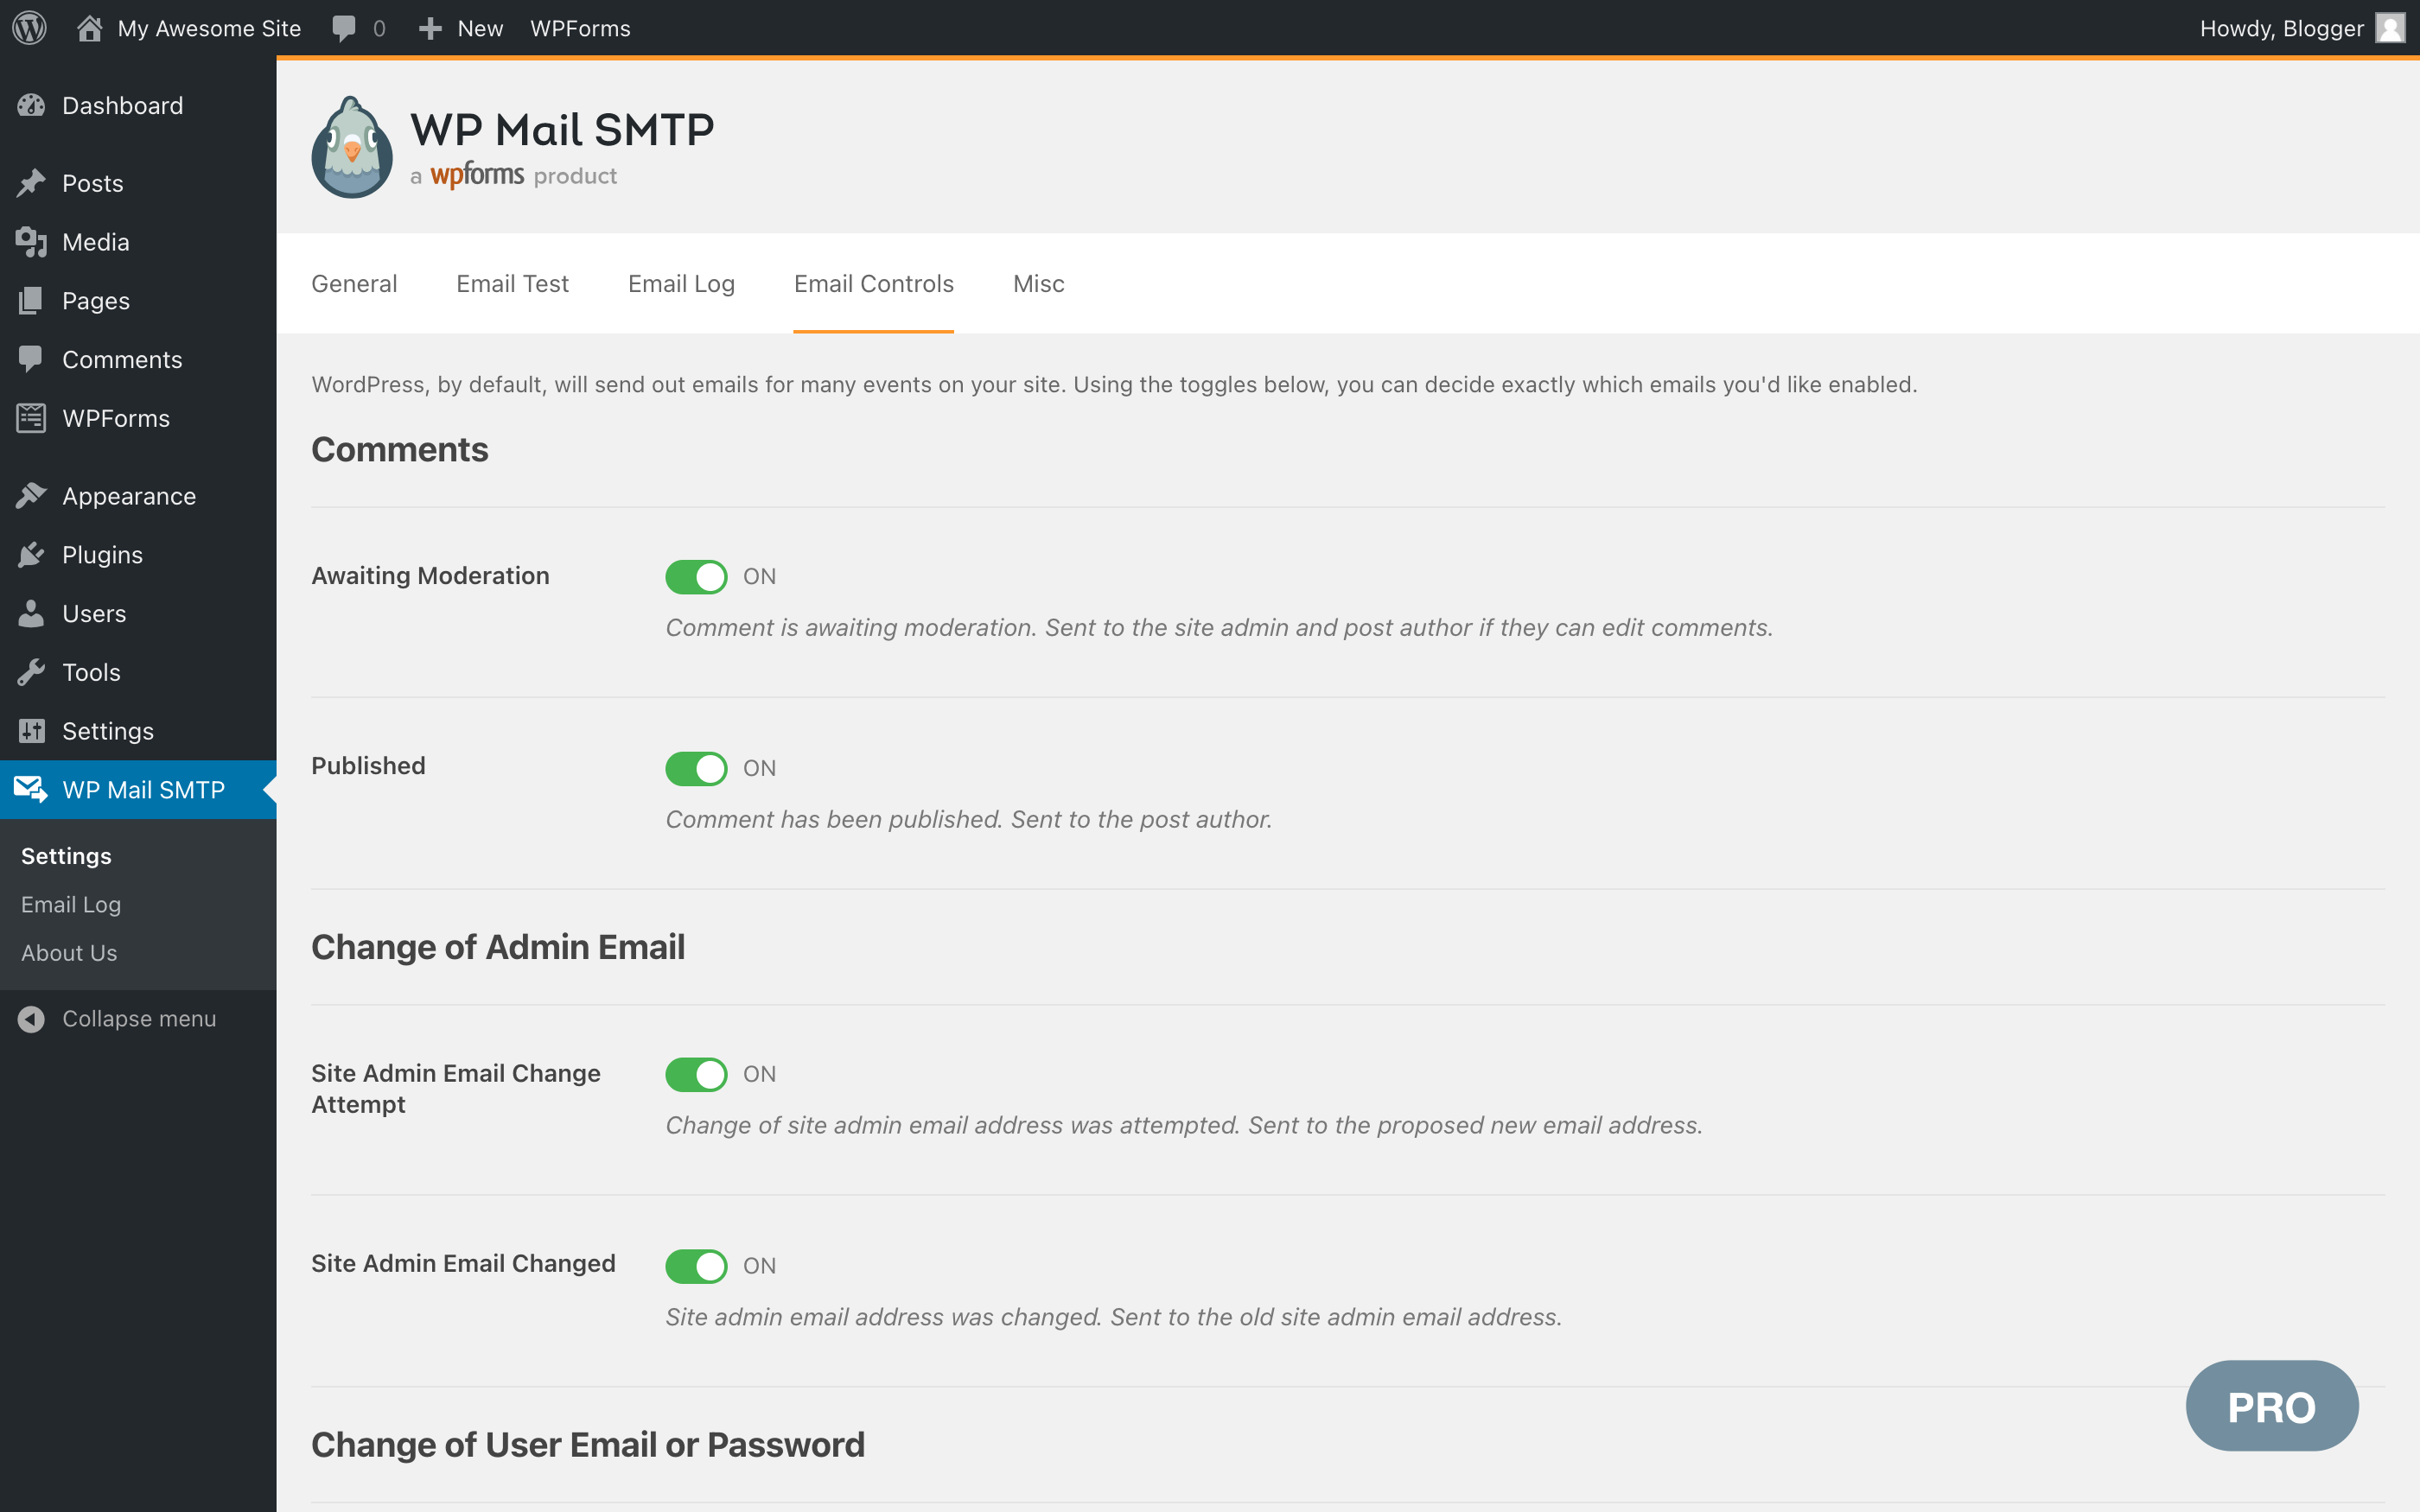 My Awesome Site 0 New WPForms Howdy, Blogger
Dashboard
Posts
Media
Pages
Comments
WPForms
Appearance
Plugins
Users
Tools
Settings
WP Mail SMTP
Settings
Email Log
About Us
Collapse menu
WP Mail SMTP
a wpforms product
General Email Test Email Log Email Controls Misc
WordPress, by default, will send out emails for many events on your site. Using the toggles below, you can decide exactly which emails you'd like enabled.
Comments
Awaiting Moderation ON
Comment is awaiting moderation. Sent to the site admin and post author if they can edit comments.
Published ON
Comment has been published. Sent to the post author.
Change of Admin Email
Site Admin Email Change ON
Attempt
Change of site admin email address was attempted. Sent to the proposed new email address.
Site Admin Email Changed ON
Site admin email address was changed. Sent to the old site admin email address.
PRO
Change of User Email or Password